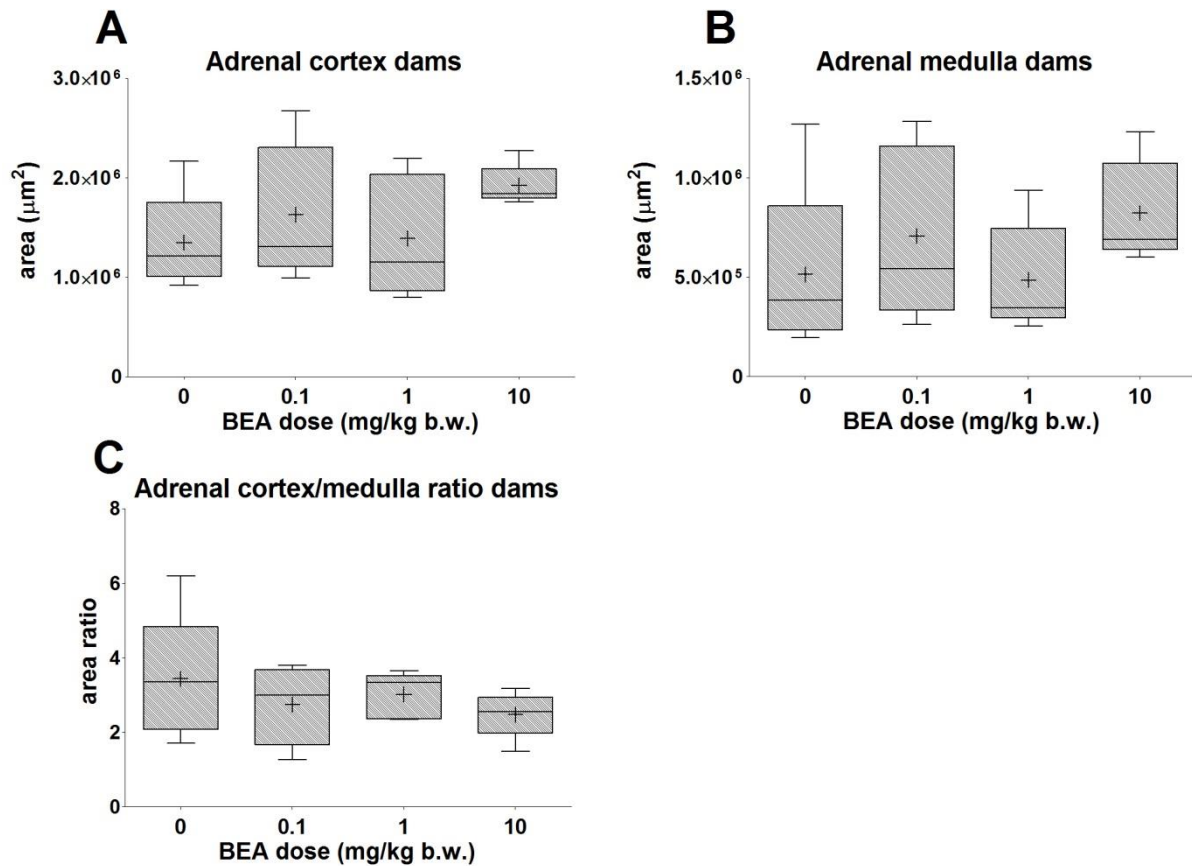 A
Adrenal cortex dams
3.0×10⁶
2.0×10⁶
1.0×10⁶
0
area (μm²)
0 0.1 1 10
BEA dose (mg/kg b.w.)
B
Adrenal medulla dams
1.5×10⁶
1.0×10⁶
5.0×10⁵
0
area (μm²)
0 0.1 1 10
BEA dose (mg/kg b.w.)
C
Adrenal cortex/medulla ratio dams
8
6
4
2
0
area ratio
0 0.1 1 10
BEA dose (mg/kg b.w.)